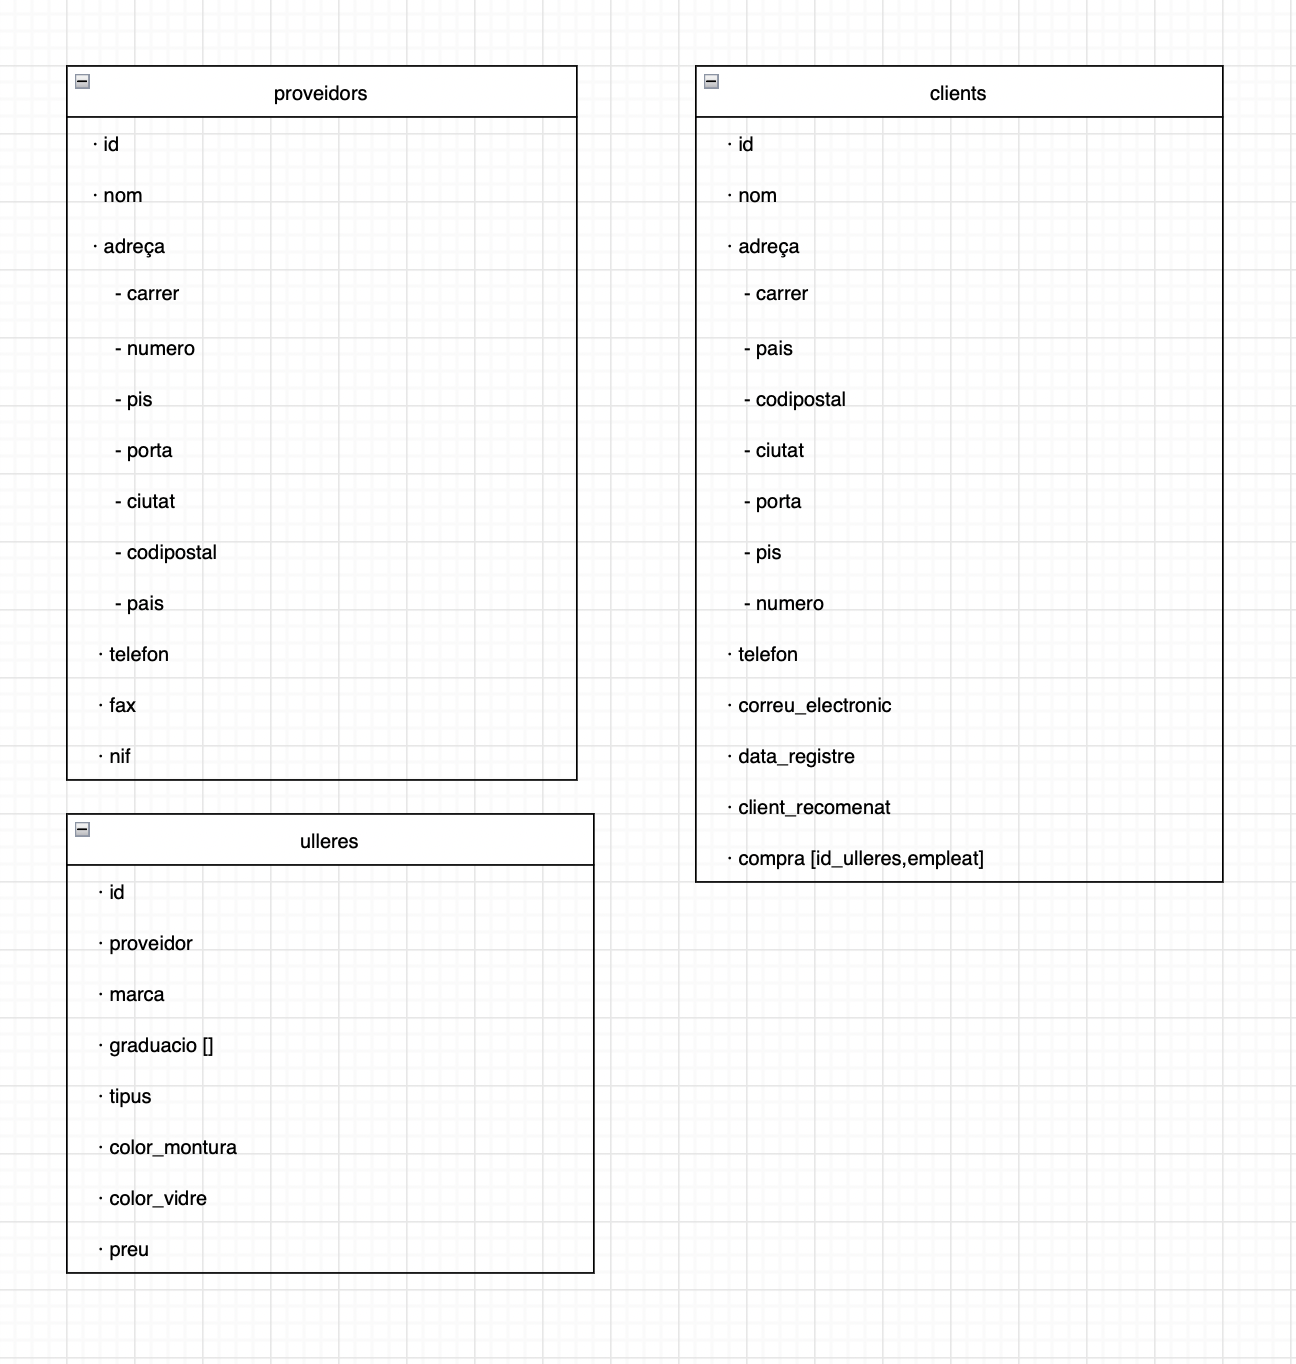 proveidors
· id
· nom
· adreça
- carrer
- numero
- pis
- porta
- ciutat
- codipostal
- pais
· telefon
· fax
· nif
clients
· id
· nom
· adreça
- carrer
- pais
- codipostal
- ciutat
- porta
- pis
- numero
· telefon
· correu_electronic
· data_registre
· client_recomenat
· compra [id_ulleres,empleat]
ulleres
· id
· proveidor
· marca
· graduacio []
· tipus
· color_montura
· color_vidre
· preu